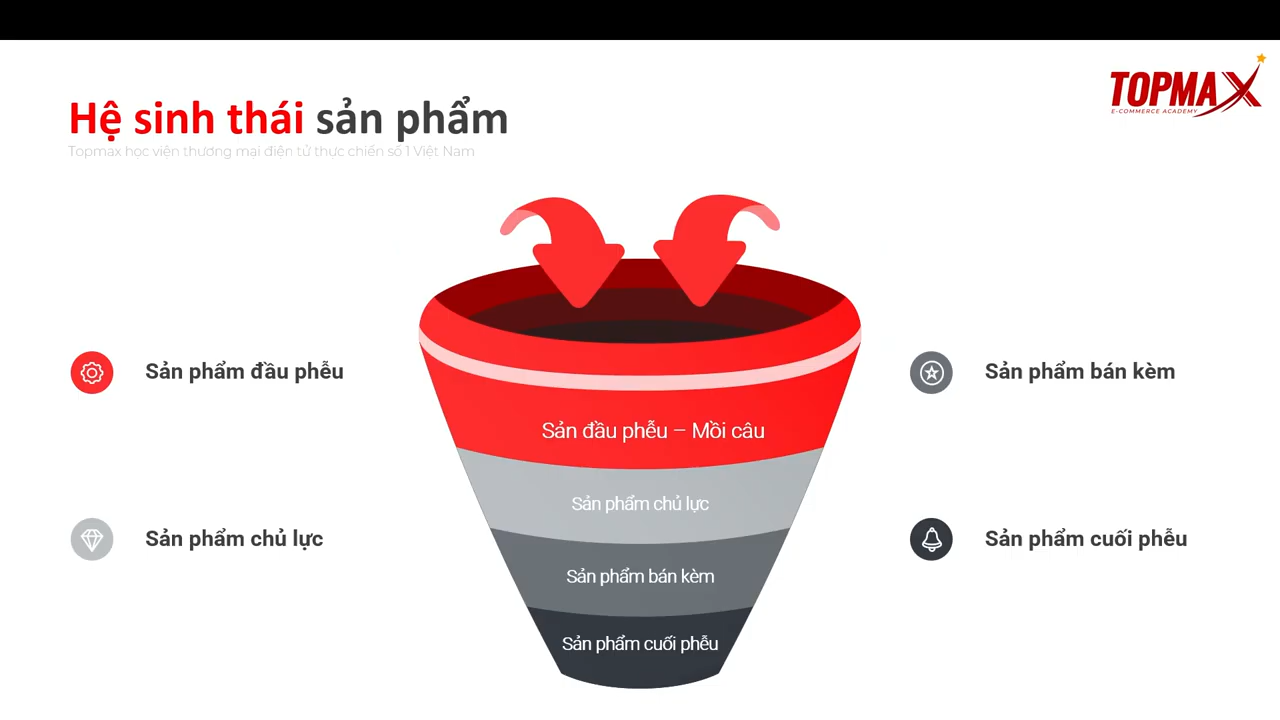 TOPMAX
E-COMMERCE ACADEMY
Hệ sinh thái sản phẩm
Topmax học viện thương mại điện tử thực chiến số 1 Việt Nam
Sản phẩm đầu phễu
Sản phẩm bán kèm
Sản đầu phễu – Mồi câu
Sản phẩm chủ lực
Sản phẩm chủ lực
Sản phẩm cuối phễu
Sản phẩm bán kèm
Sản phẩm cuối phễu